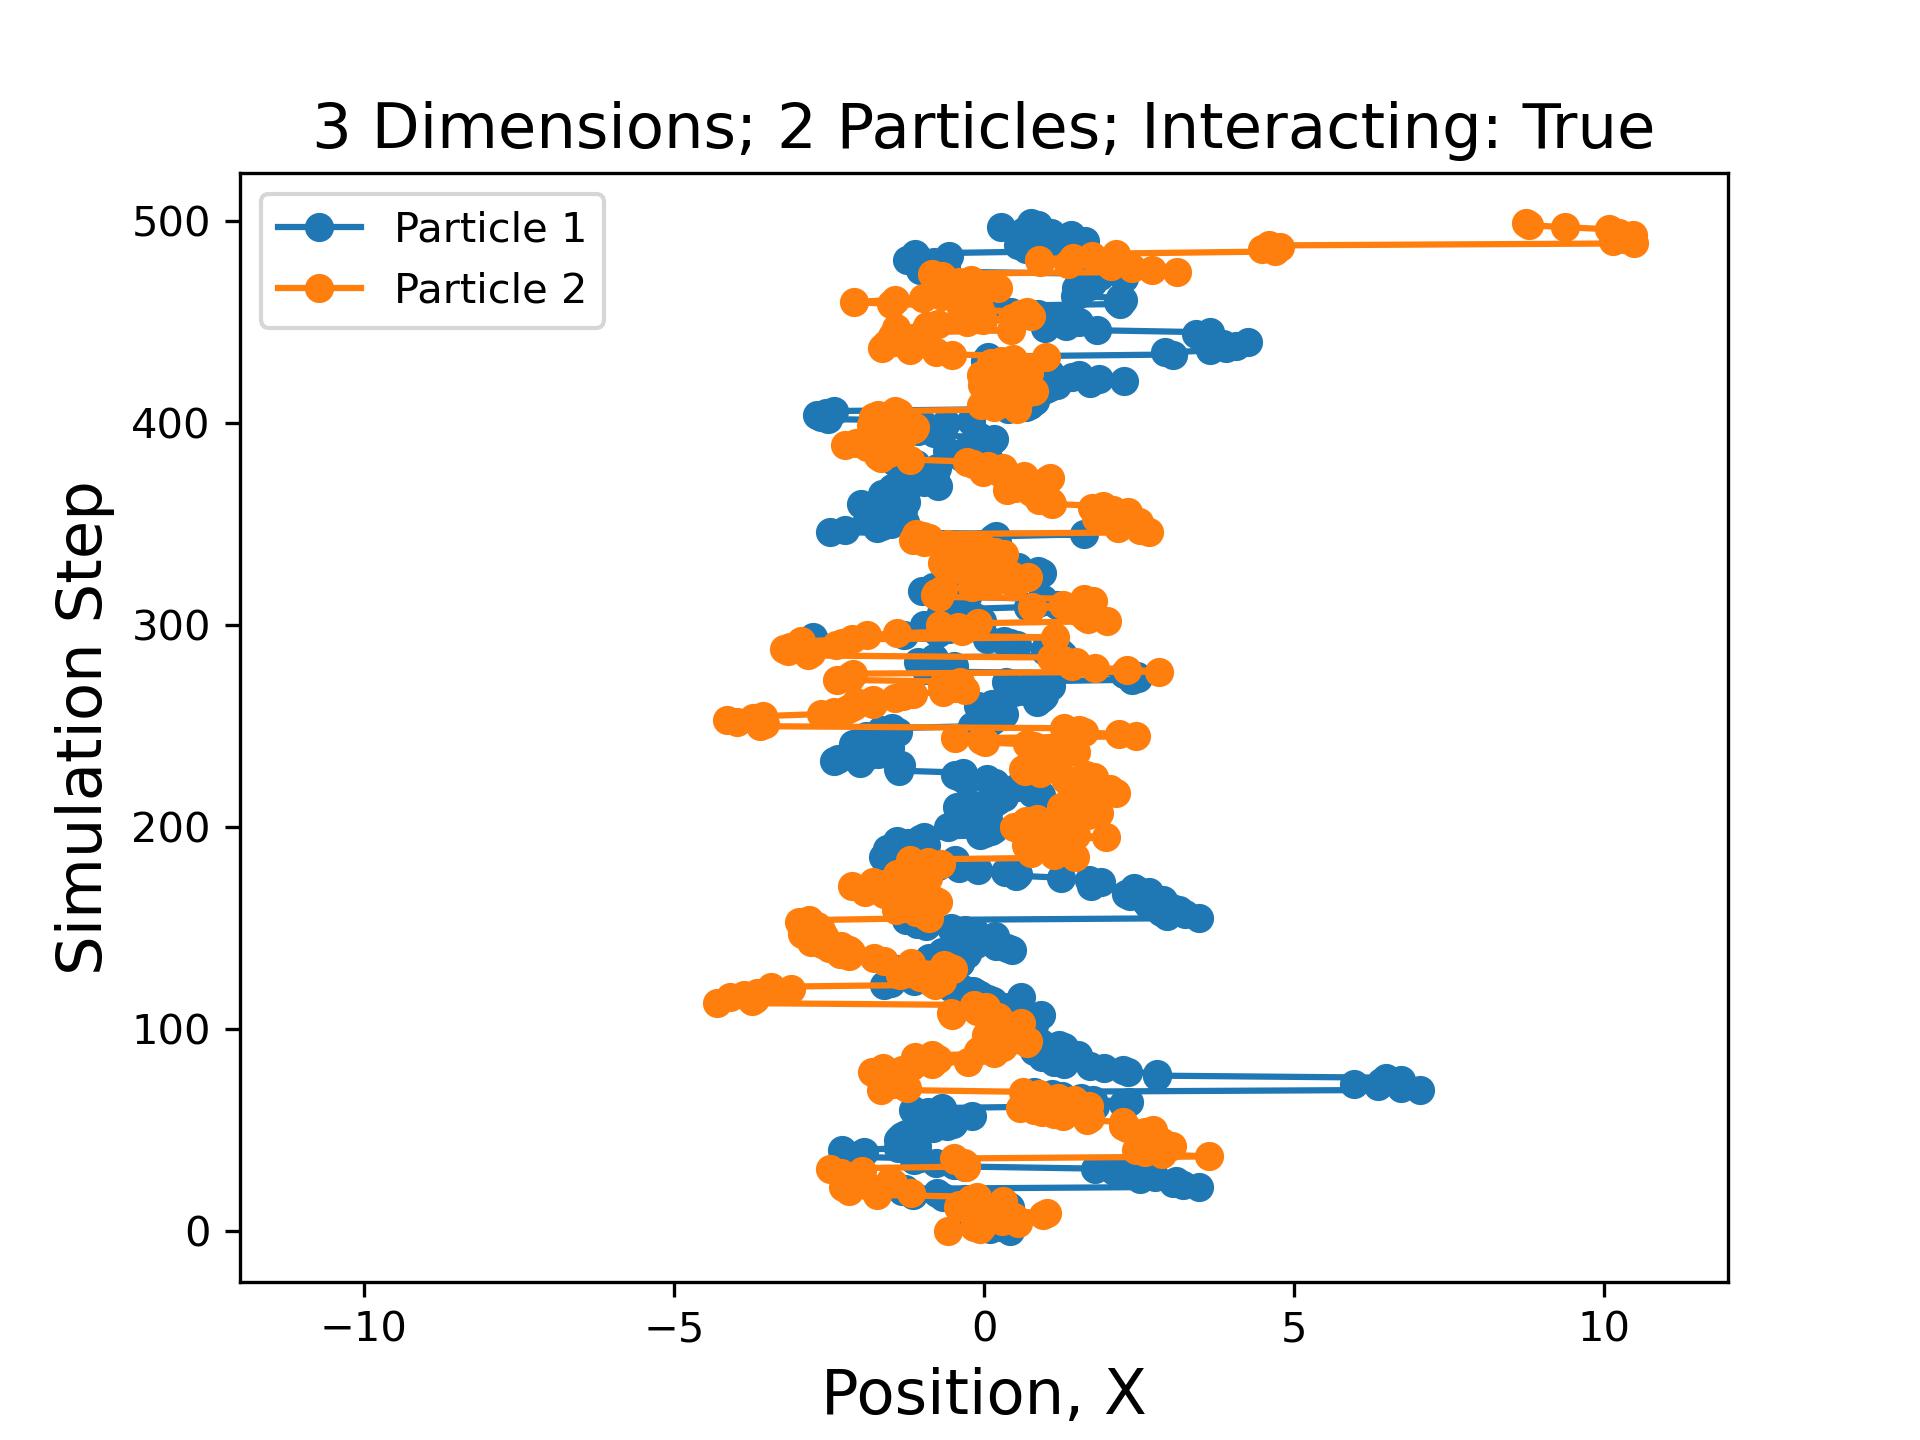 3 Dimensions; 2 Particles; Interacting: True
Particle 1
Particle 2
500
400
300
200
100
0
Simulation Step
−10
−5
0
5
10
Position, X